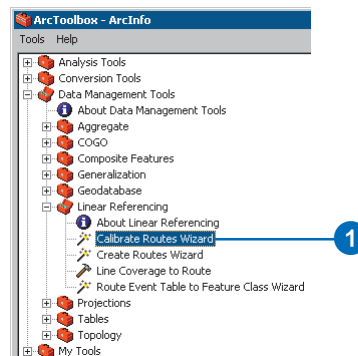 ArcToolbox - ArcInfo
Tools Help
Analysis Tools
Conversion Tools
Data Management Tools
About Data Management Tools
Aggregate
COGO
Composite Features
Generalization
Geodatabase
Linear Referencing
About Linear Referencing
Calibrate Routes Wizard 1
Create Routes Wizard
Line Coverage to Route
Route Event Table to Feature Class Wizard
Projections
Tables
Topology
My Tools